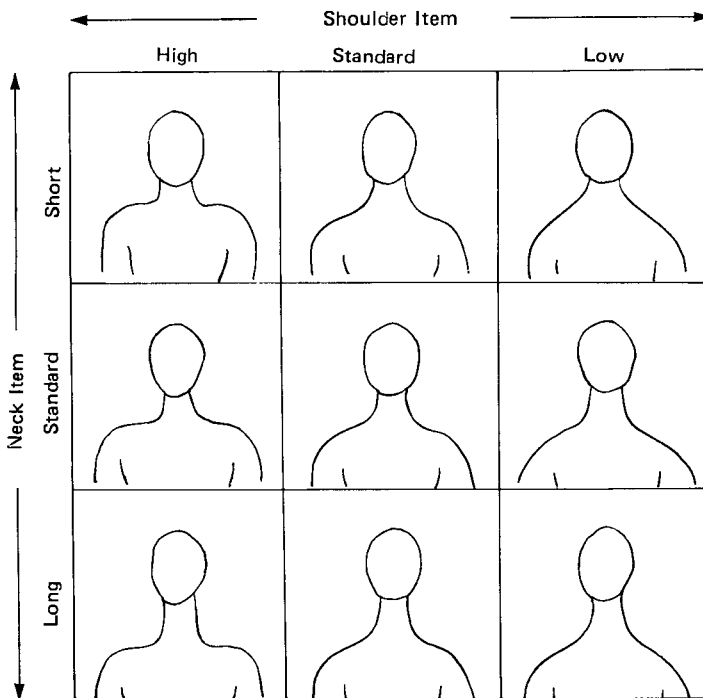 Shoulder Item
High Standard Low
Neck Item
Short
Standard
Long